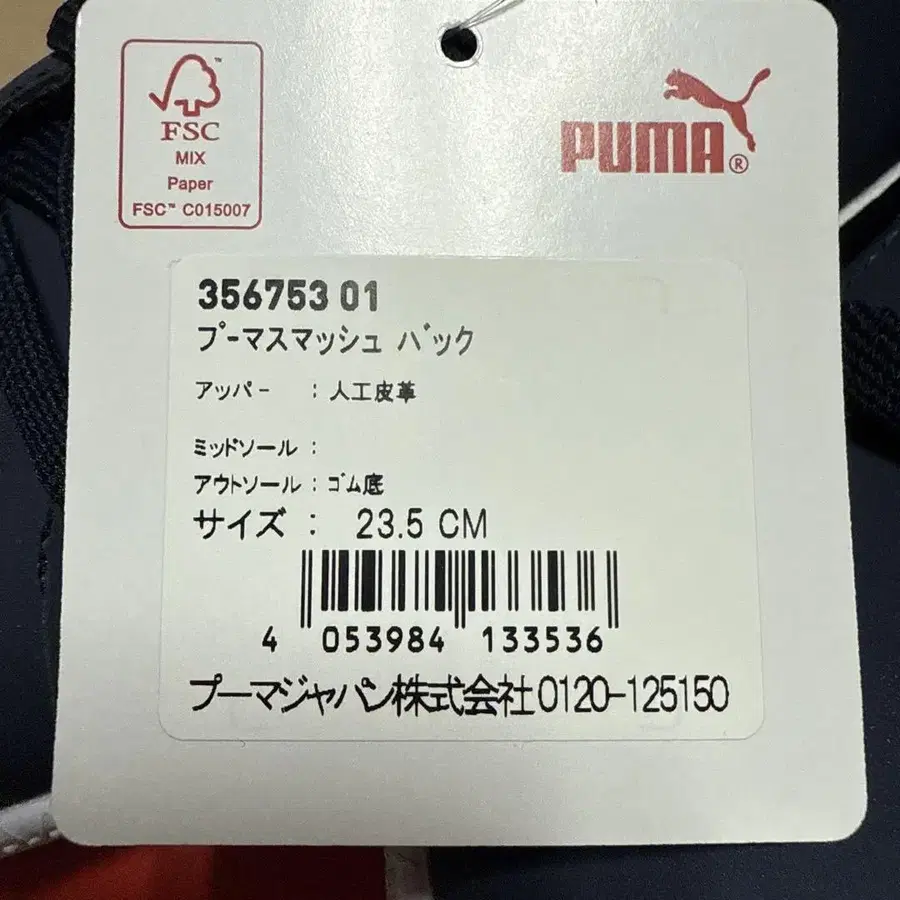 FSC
MIX
Paper
FSC™ C015007
PUMA®
356753 01
プｰマスマッシュ バック
アッパｰ : 人工皮革
ミッドソール :
アウトソール : ゴム底
サイズ : 23.5 CM
4 053984 133536
プーマジャパン株式会社0120-125150